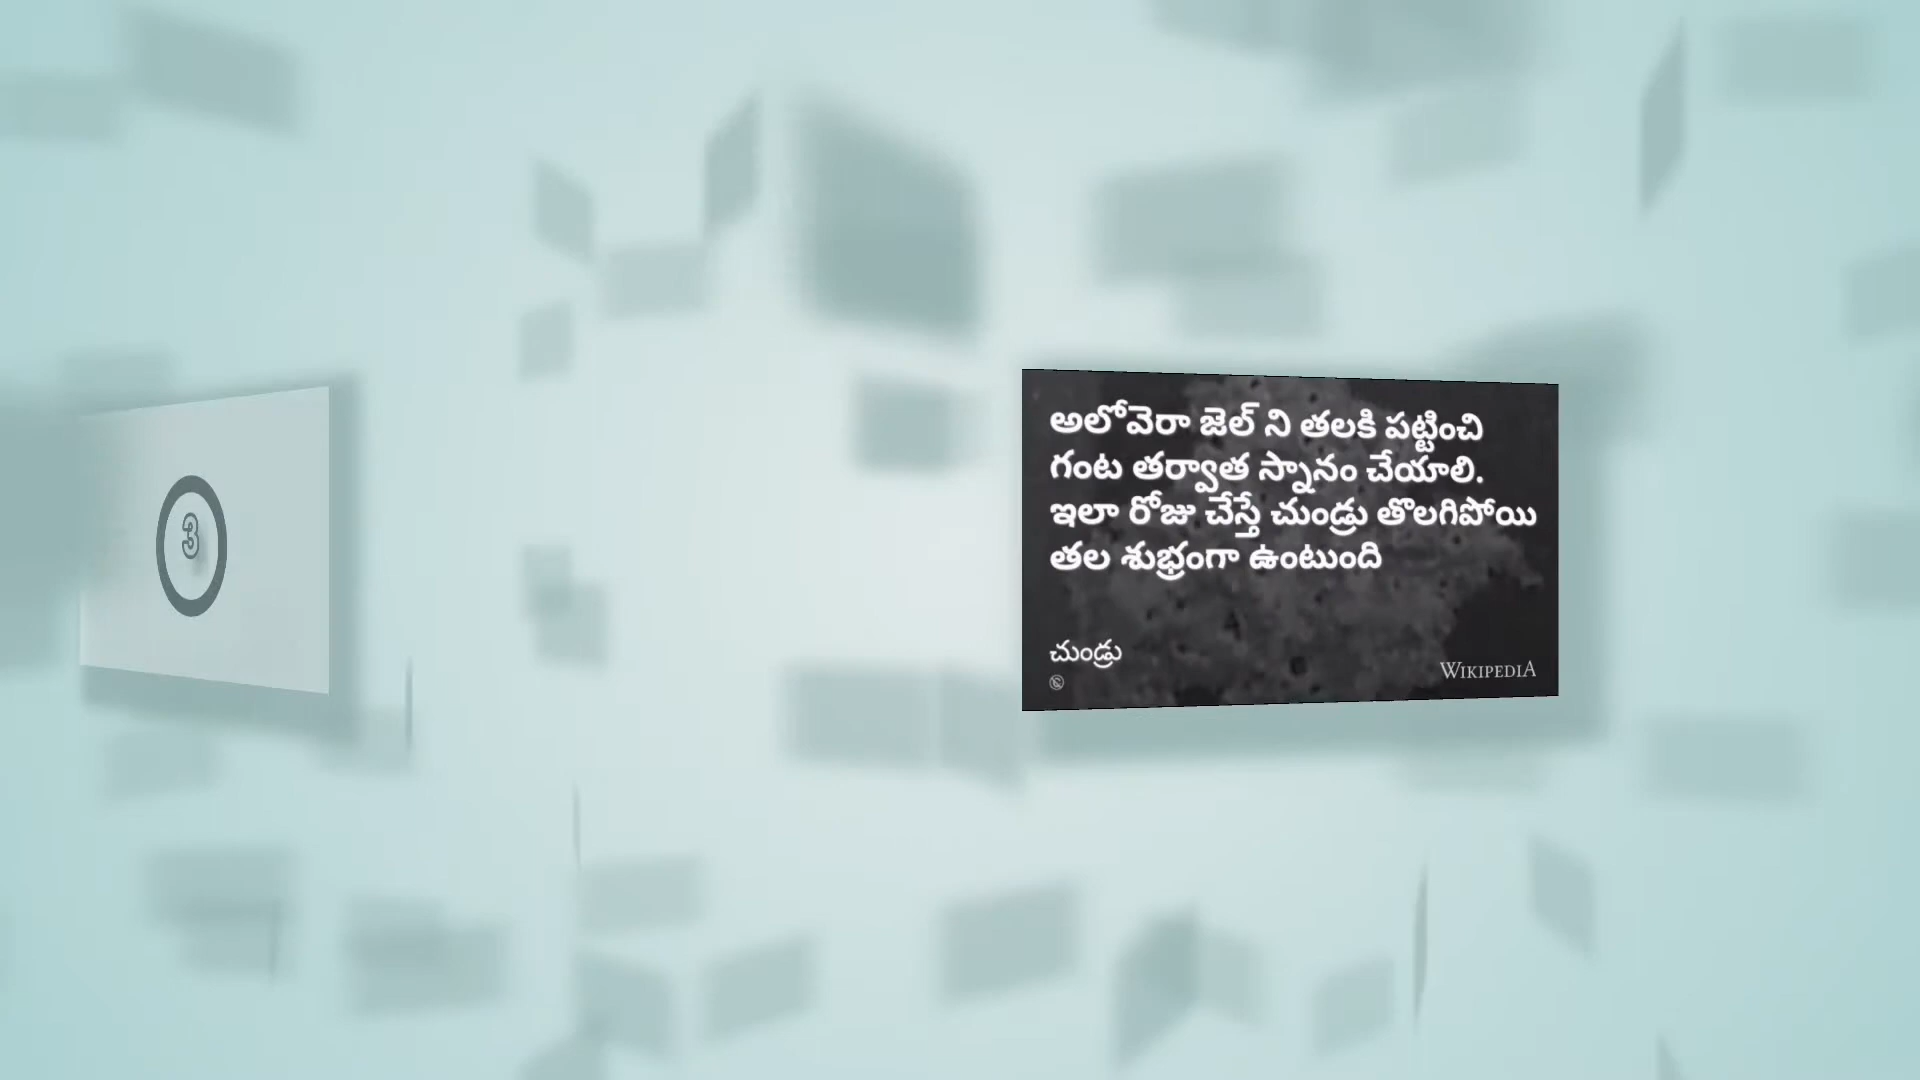 3
అలోవెరా జెల్ ని తలకి పట్టించి
గంట తర్వాత స్నానం చేయాలి.
ఇలా రోజు చేస్తే చుండ్రు తొలగిపోయి
తల శుభ్రంగా ఉంటుంది
చుండ్రు
WIKIPEDIA